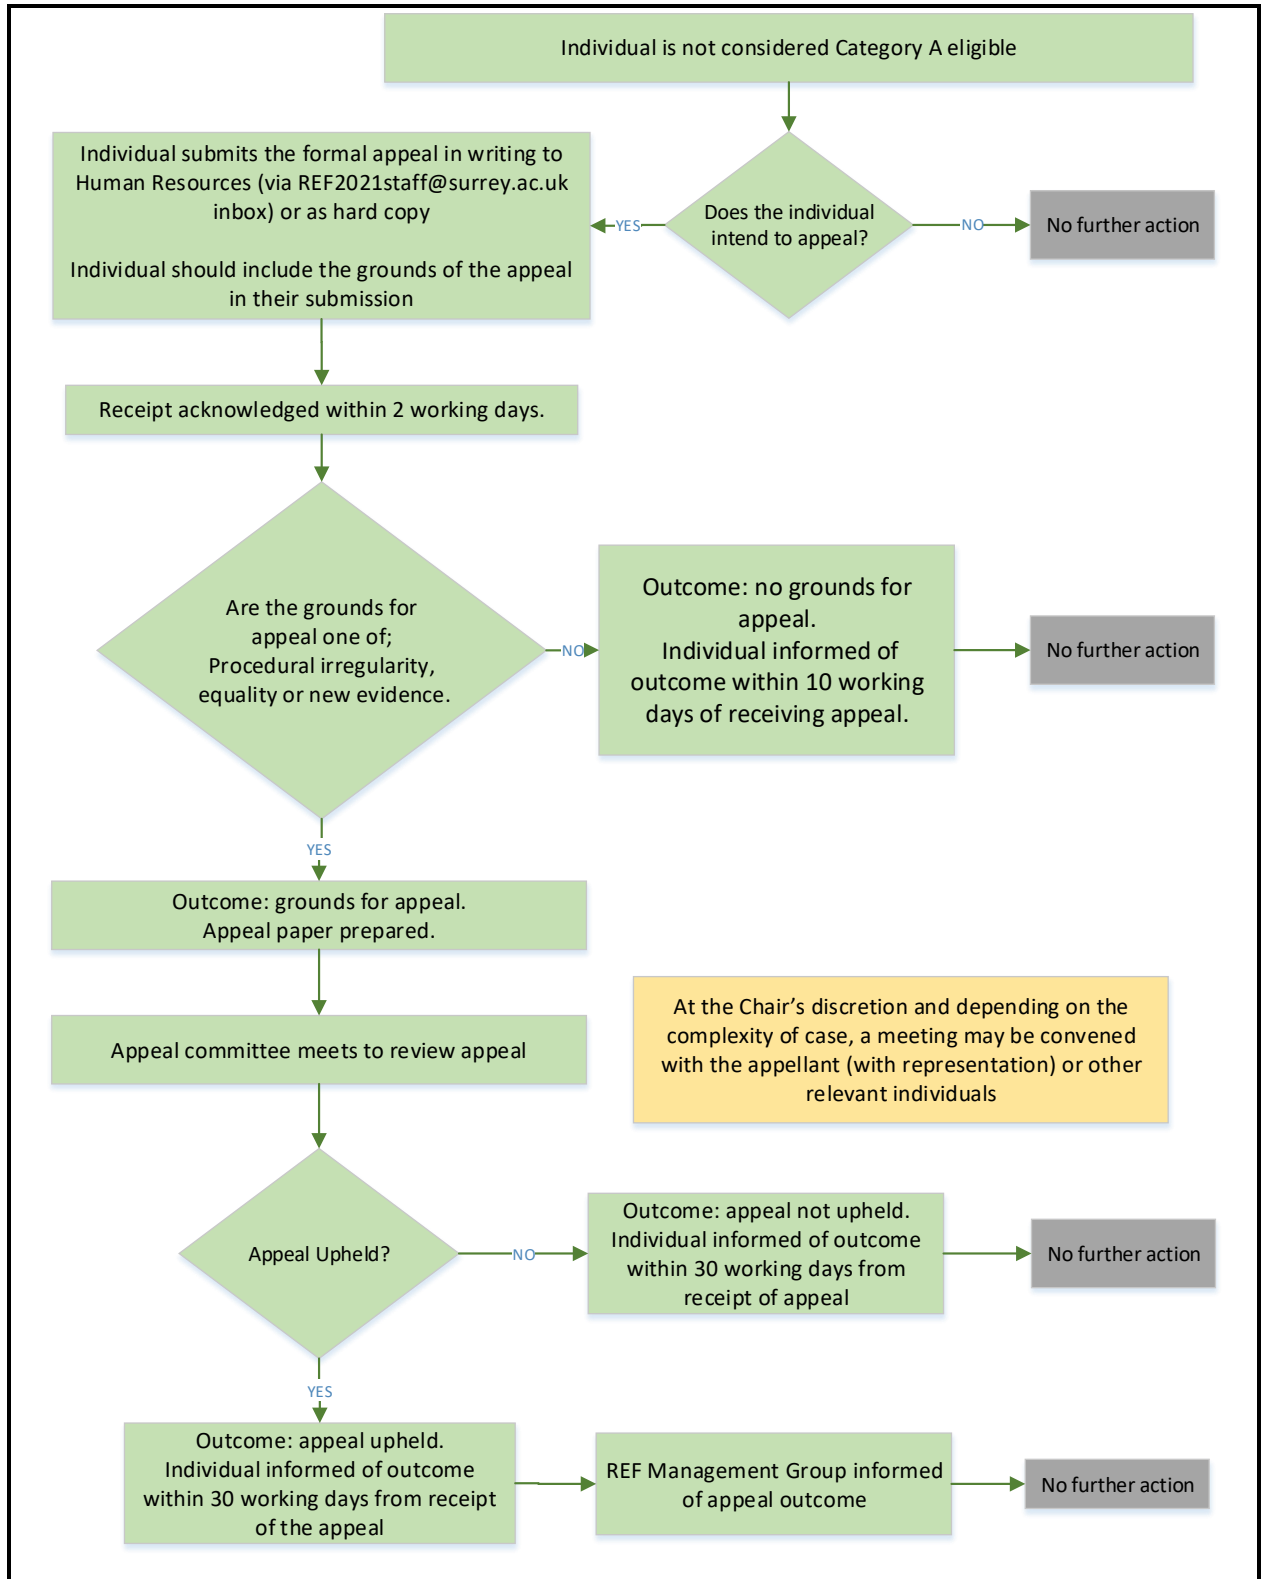 Individual is not considered Category A eligible
Individual submits the formal appeal in writing to
Human Resources (via REF2021staff@surrey.ac.uk
inbox) or as hard copy
Individual should include the grounds of the appeal
in their submission
YES
Does the individual
intend to appeal?
NO
No further action
Receipt acknowledged within 2 working days.
Are the grounds for
appeal one of;
Procedural irregularity,
equality or new evidence.
NO
Outcome: no grounds for
appeal.
Individual informed of
outcome within 10 working
days of receiving appeal.
No further action
YES
Outcome: grounds for appeal.
Appeal paper prepared.
At the Chair’s discretion and depending on the
complexity of case, a meeting may be convened
with the appellant (with representation) or other
relevant individuals
Appeal committee meets to review appeal
Appeal Upheld?
NO
Outcome: appeal not upheld.
Individual informed of outcome
within 30 working days from
receipt of appeal
No further action
YES
Outcome: appeal upheld.
Individual informed of outcome
within 30 working days from receipt
of the appeal
REF Management Group informed
of appeal outcome
No further action